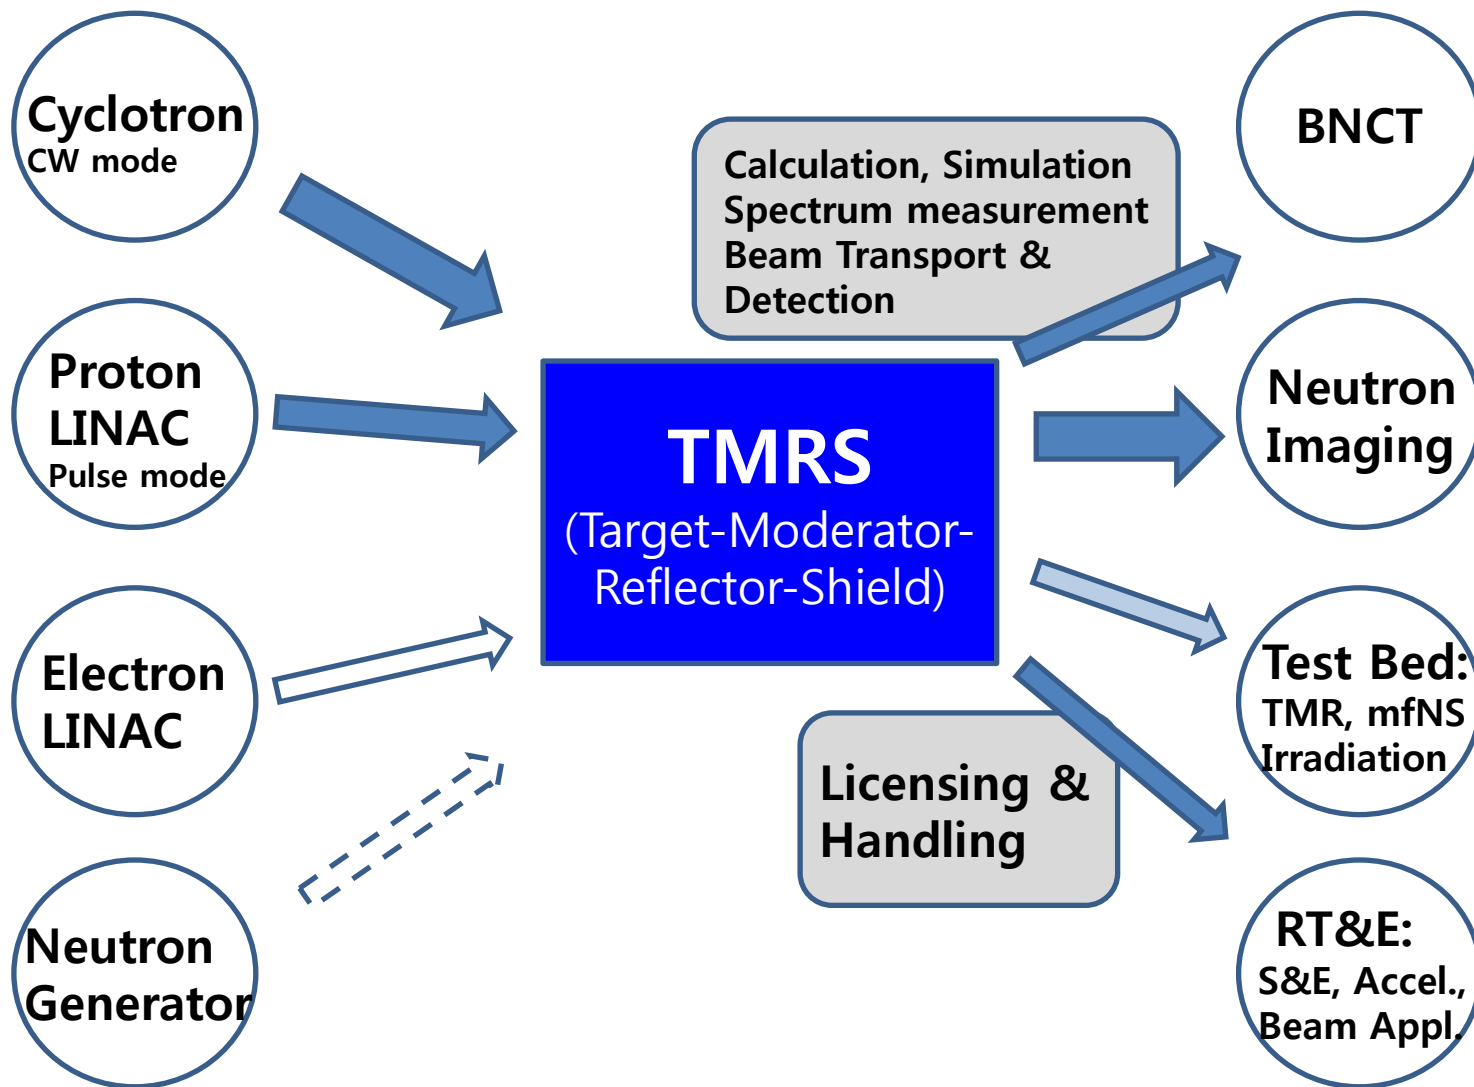 Cyclotron
CW mode
Proton
LINAC
Pulse mode
Electron
LINAC
Neutron
Generator
Calculation, Simulation
Spectrum measurement
Beam Transport &
Detection
TMRS
(Target-Moderator-
Reflector-Shield)
Licensing &
Handling
BNCT
Neutron
Imaging
Test Bed:
TMR, mfNS
Irradiation
RT&E:
S&E, Accel.,
Beam Appl.